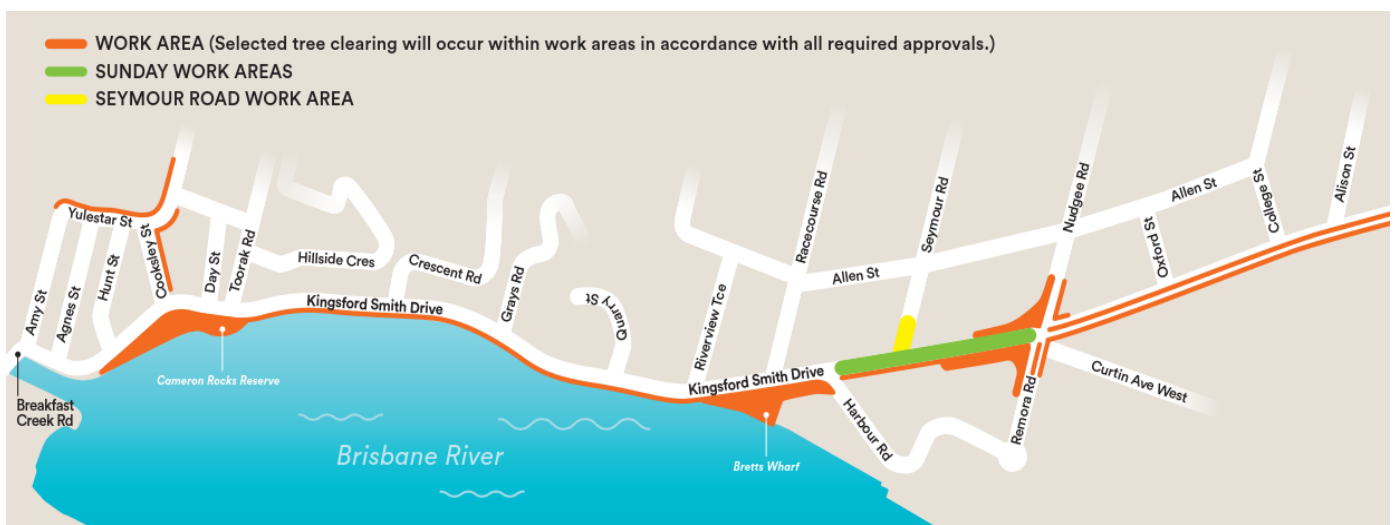 WORK AREA (Selected tree clearing will occur within work areas in accordance with all required approvals.)
SUNDAY WORK AREAS
SEYMOUR ROAD WORK AREA
Yulestar St
Amy St
Agnes St
Hunt St
Cooksley St
Day St
Toorak Rd
Hillside Cres
Crescent Rd
Grays Rd
Quarry St
Kingsford Smith Drive
Riverview Tce
Racecourse Rd
Allen St
Seymour Rd
Nudgee Rd
Allen St
Oxford St
College St
Alison St
Kingsford Smith Drive
Harbour Rd
Remora Rd
Curtin Ave West
Cameron Rocks Reserve
Breakfast
Creek Rd
Brisbane River
Bretts Wharf